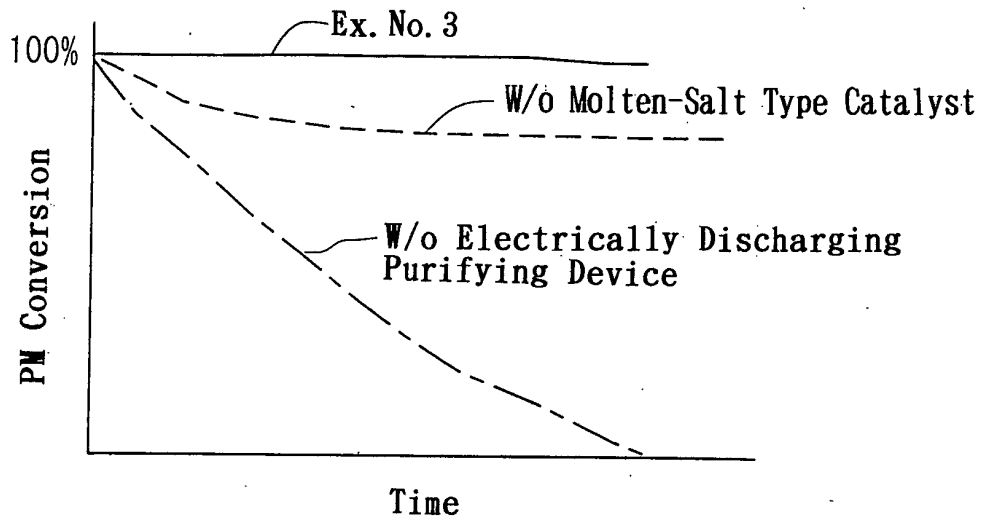 Ex. No. 3
100%
W/o Molten-Salt Type Catalyst
W/o Electrically Discharging
Purifying Device
PM Conversion
Time